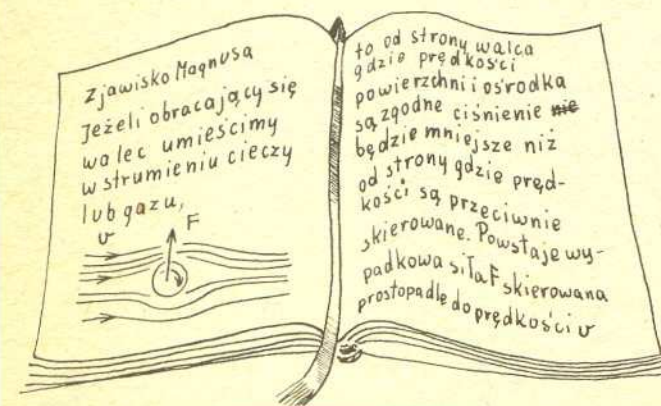 Zjawisko Magnusa
Jeżeli obracający się
walec umieścimy
w strumieniu cieczy
lub gazu,
v
F
to od strony walca
gdzie prędkości
powierzchni i ośrodka
są zgodne ciśnienie nie
będzie mniejsze niż
od strony gdzie pręd-
kości są przeciwnie
skierowane. Powstaje wy-
padkowa siła F skierowana
prostopadle do prędkości v